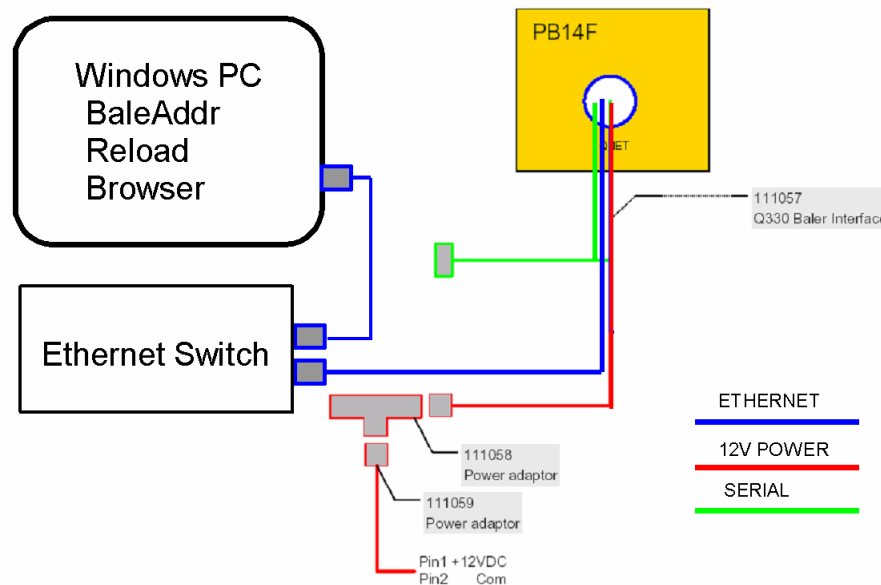 Windows PC
BaleAddr
Reload
Browser
PB14F
QNET
111057
Q330 Baler Interface
Ethernet Switch
111058
Power adaptor
111059
Power adaptor
Pin1 +12VDC
Pin2 Com
ETHERNET
12V POWER
SERIAL